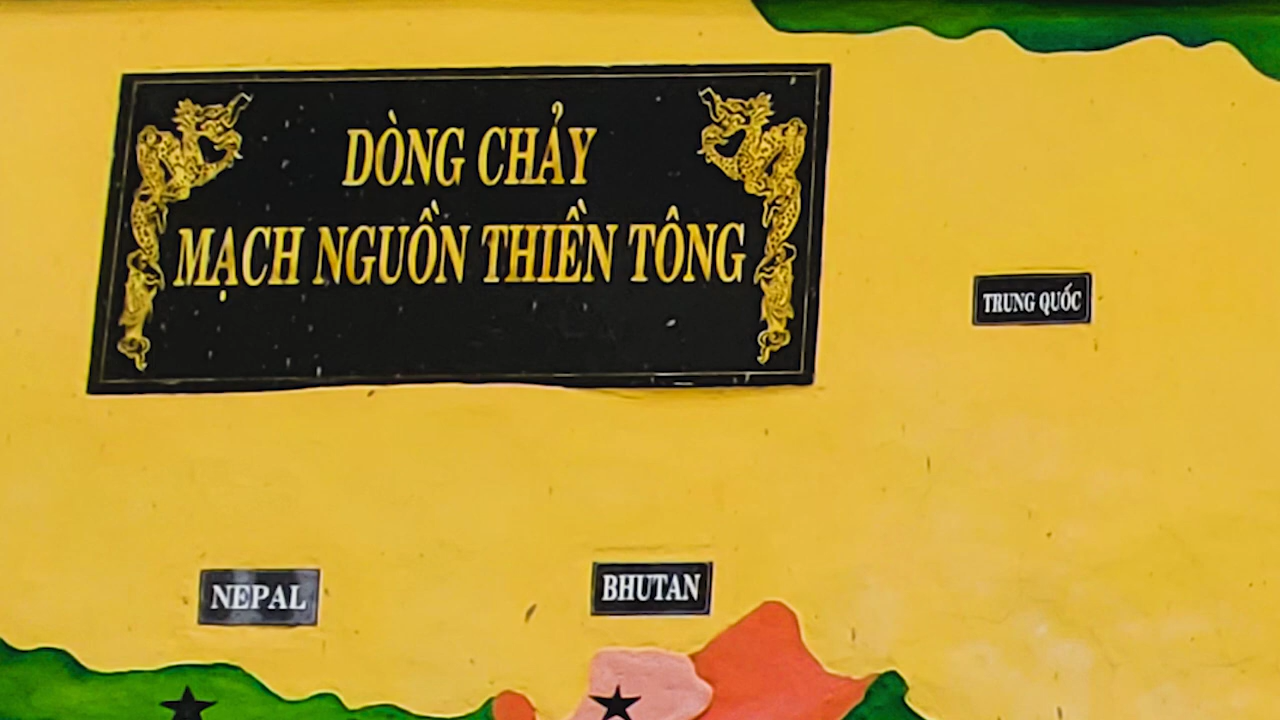 DÒNG CHẢY
MẠCH NGUỒN THIỀN TÔNG
TRUNG QUỐC
NEPAL
BHUTAN